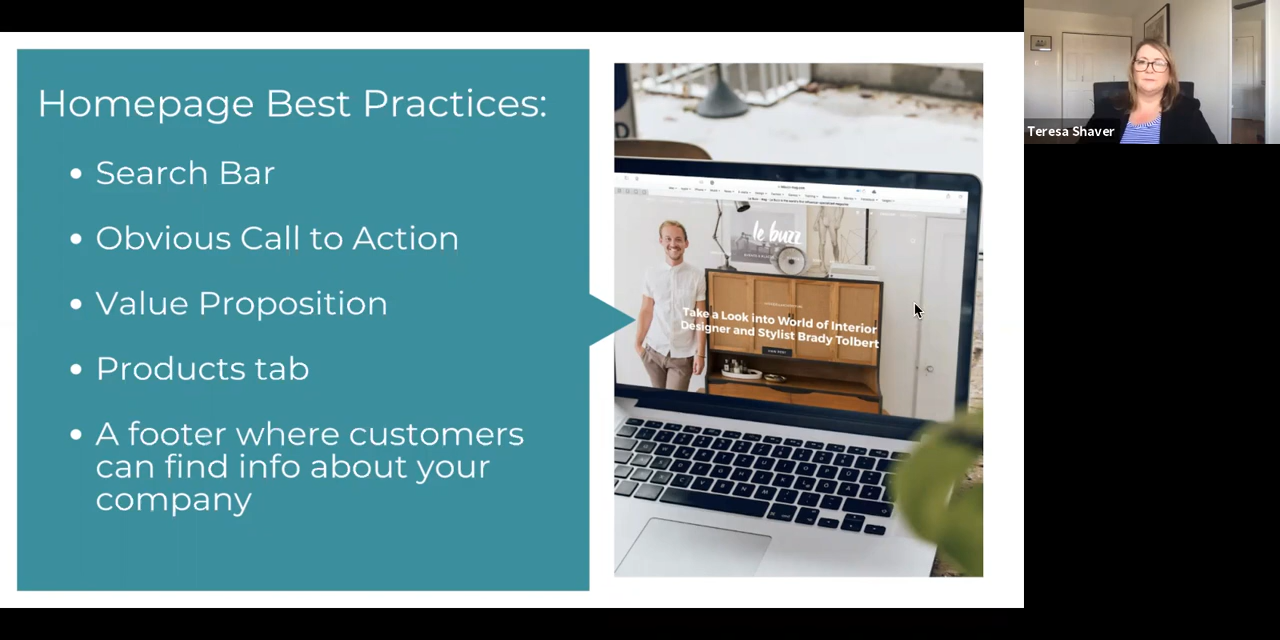 Homepage Best Practices:
• Search Bar
• Obvious Call to Action
• Value Proposition
• Products tab
• A footer where customers
can find info about your
company
le buzz
Take a Look into World of Interior
Designer and Stylist Brady Tolbert
Teresa Shaver